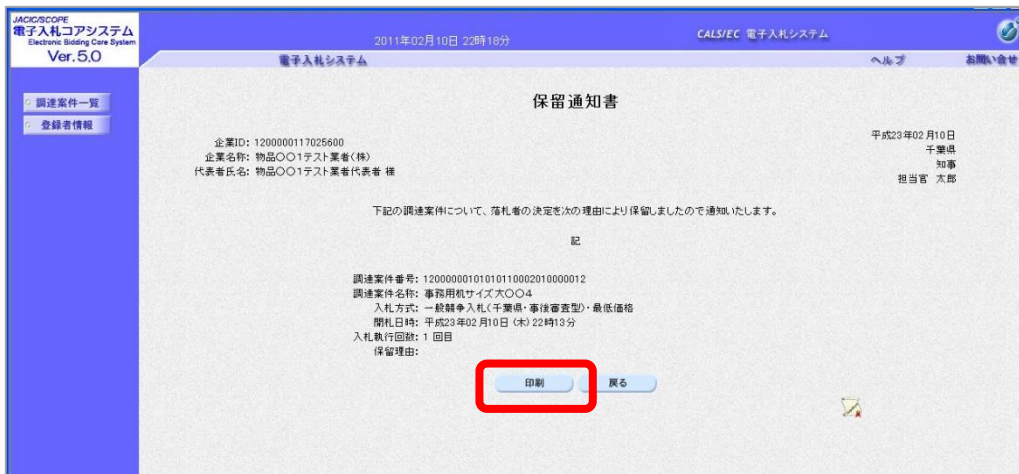 JACIC/SCOPE
電子入札コアシステム
Electronic Bidding Core System
Ver.5.0
2011年02月10日 22時18分
CALS/EC 電子入札システム
電子入札システム
ヘルプ
お問い合せ
調達案件一覧
登録者情報
保留通知書
平成23年02月10日
千葉県
知事
担当官 太郎
企業ID: 1200000117025600
企業名称: 物品〇〇1テスト業者(株)
代表者氏名: 物品〇〇1テスト業者代表者 様
下記の調達案件について、落札者の決定を次の理由により保留しましたので通知いたします。
記
調達案件番号: 1200000010101011000201000012
調達案件名称: 事務用机サイズ大〇〇4
入札方式: 一般競争入札(千葉県・事後審査型)・最低価格
開札日時: 平成23年02月10日 (木) 22時13分
入札執行回数: 1 回目
保留理由:
印刷
戻る